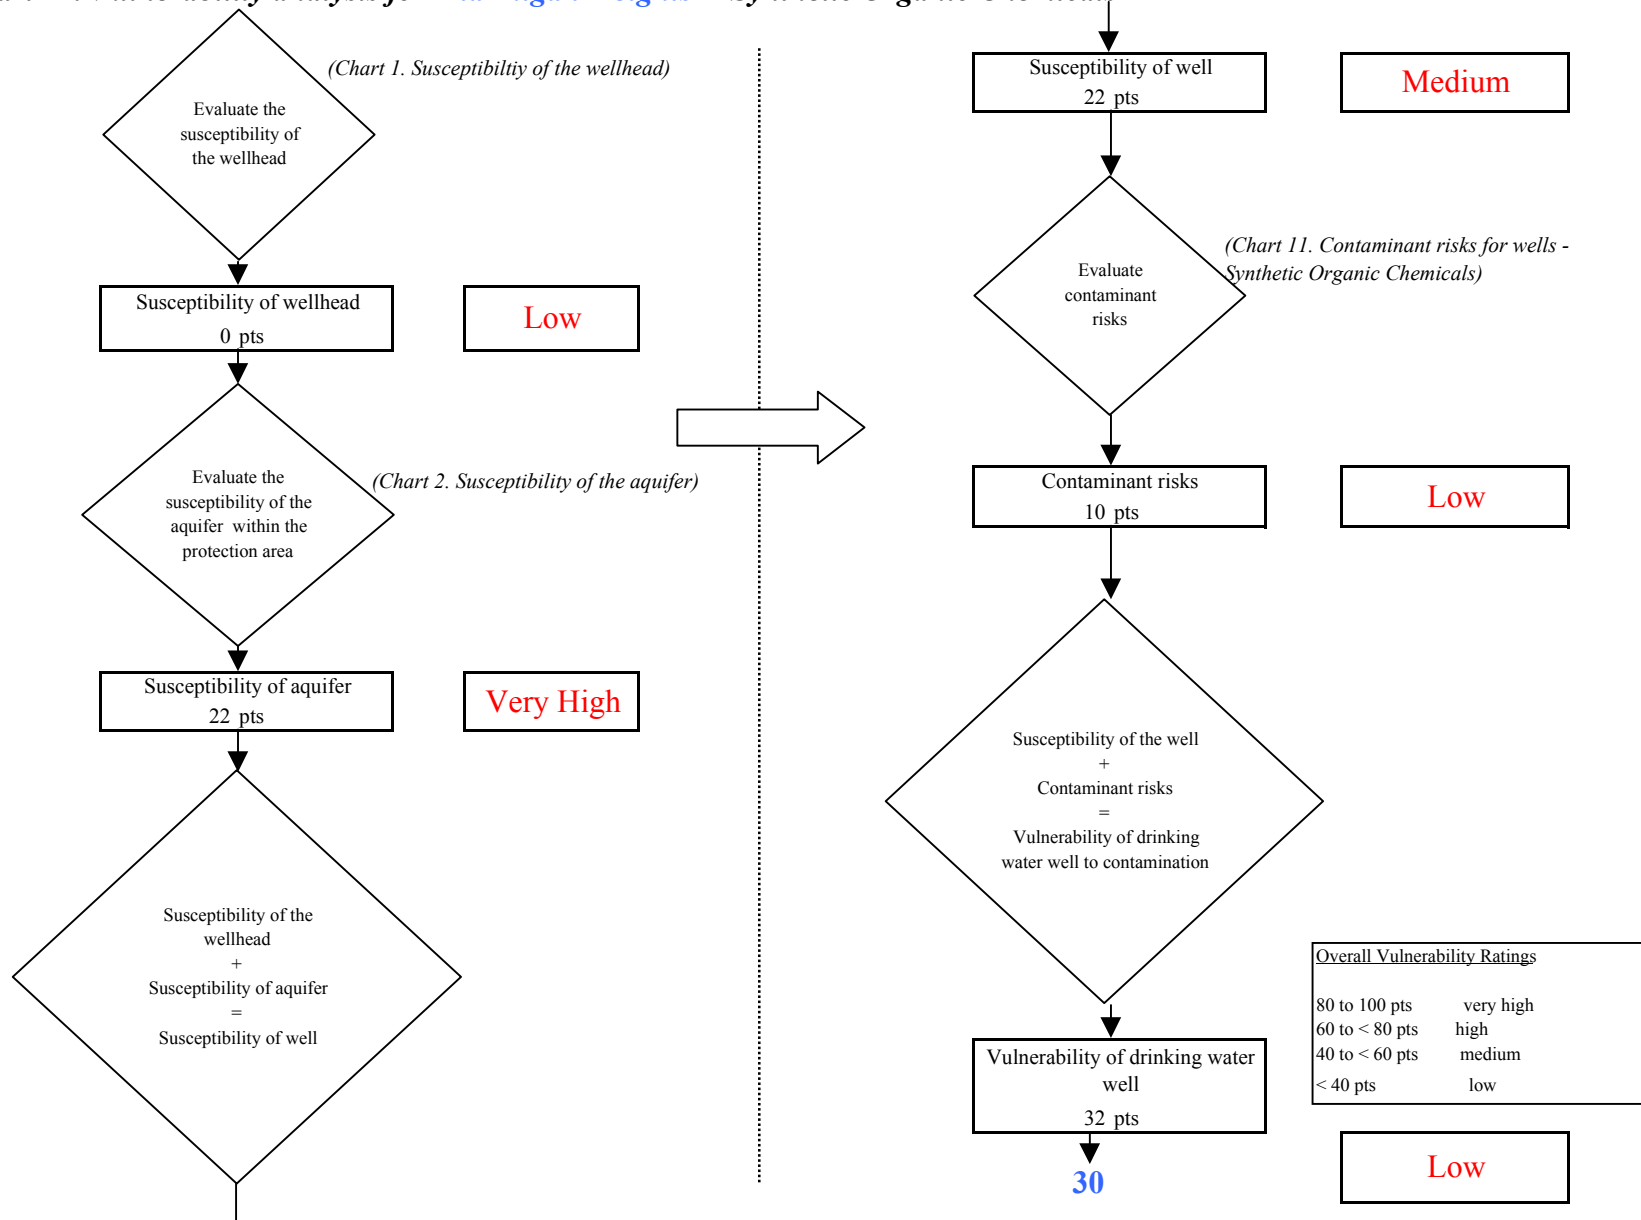 (Chart 1. Susceptibiltiy of the wellhead)
Evaluate the
susceptibility of
the wellhead
Susceptibility of wellhead
0 pts
Low
Evaluate the
susceptibility of the
aquifer within the
protection area
(Chart 2. Susceptibility of the aquifer)
Susceptibility of aquifer
22 pts
Very High
Susceptibility of the
wellhead
+
Susceptibility of aquifer
=
Susceptibility of well
Susceptibility of well
22 pts
Medium
Evaluate
contaminant
risks
(Chart 11. Contaminant risks for wells -
Synthetic Organic Chemicals)
Contaminant risks
10 pts
Low
Susceptibility of the well
+
Contaminant risks
=
Vulnerability of drinking
water well to contamination
Vulnerability of drinking water
well
32 pts
30
Overall Vulnerability Ratings
80 to 100 pts very high
60 to < 80 pts high
40 to < 60 pts medium
< 40 pts low
Low